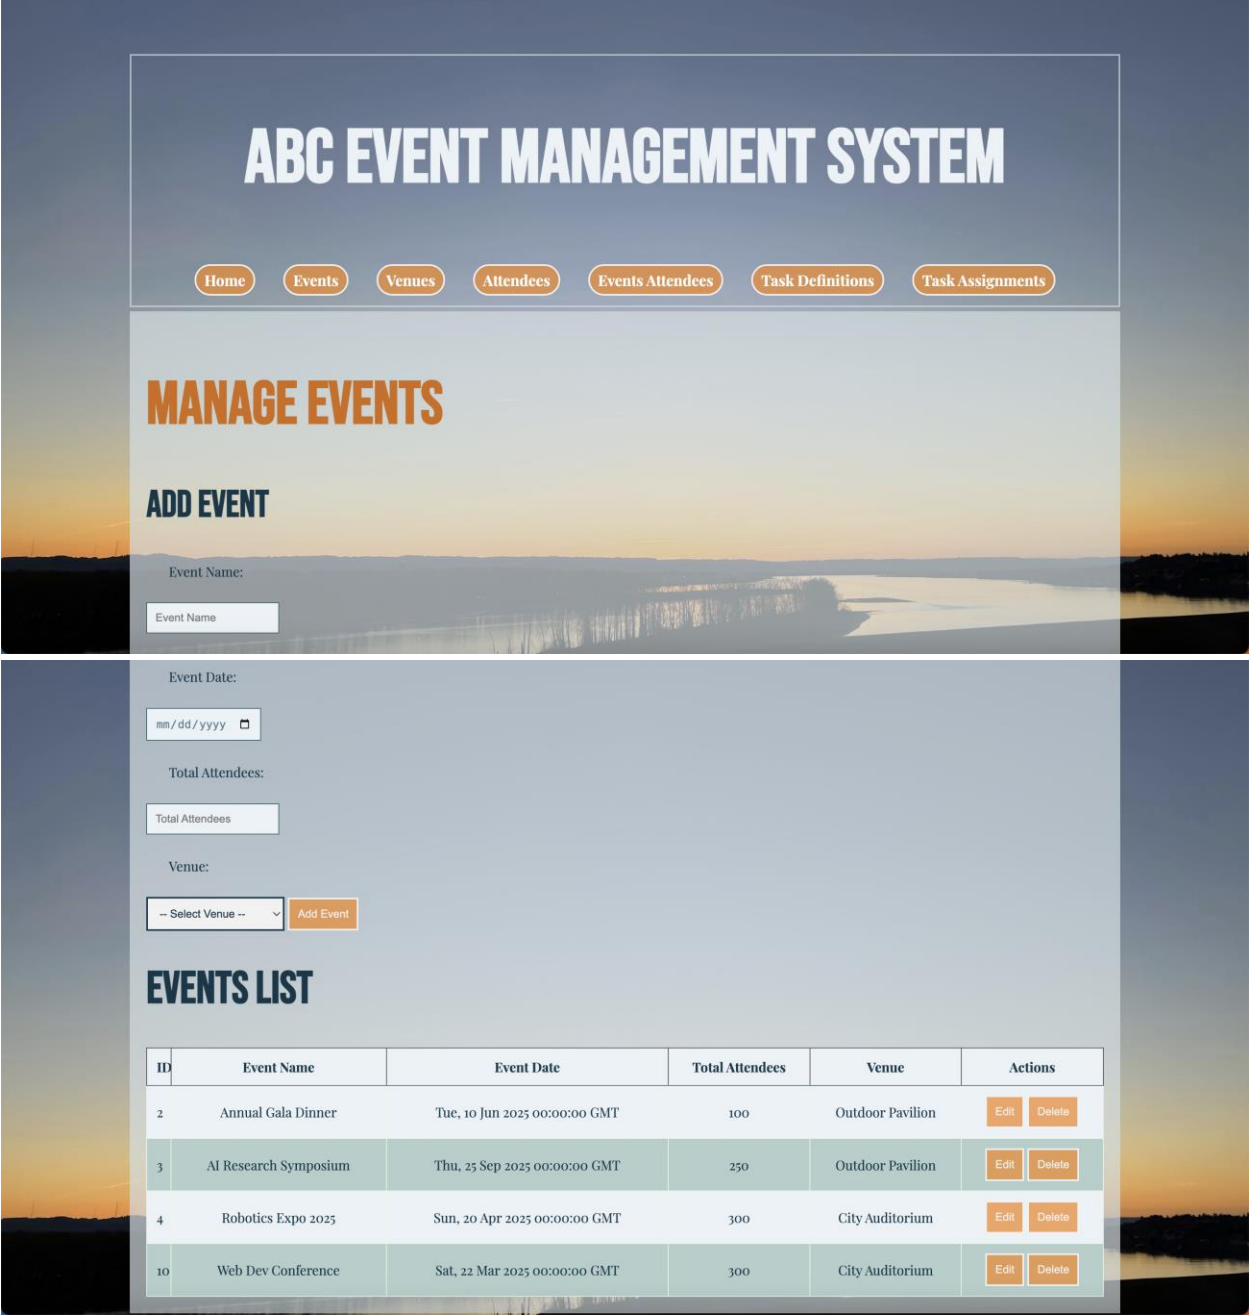 ABC EVENT MANAGEMENT SYSTEM
Home Events Venues Attendees Events Attendees Task Definitions Task Assignments
MANAGE EVENTS
ADD EVENT
Event Name:
Event Name
Event Date:
mm/dd/yyyy
Total Attendees:
Total Attendees
Venue:
-- Select Venue -- Add Event
EVENTS LIST
ID Event Name Event Date Total Attendees Venue Actions
2 Annual Gala Dinner Tue, 10 Jun 2025 00:00:00 GMT 100 Outdoor Pavilion Edit Delete
3 AI Research Symposium Thu, 25 Sep 2025 00:00:00 GMT 250 Outdoor Pavilion Edit Delete
4 Robotics Expo 2025 Sun, 20 Apr 2025 00:00:00 GMT 300 City Auditorium Edit Delete
10 Web Dev Conference Sat, 22 Mar 2025 00:00:00 GMT 300 City Auditorium Edit Delete